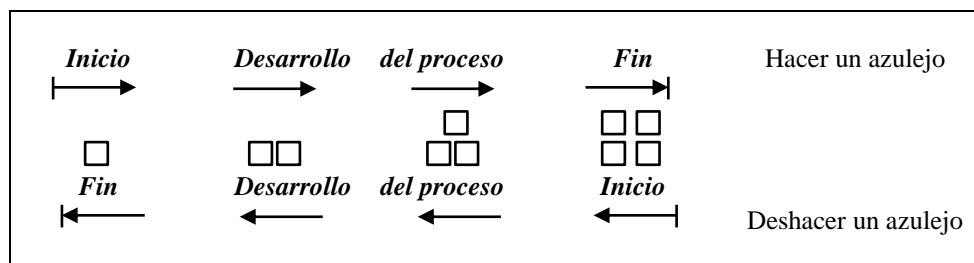 Inicio Desarrollo del proceso Fin Hacer un azulejo
Fin Desarrollo del proceso Inicio
Deshacer un azulejo